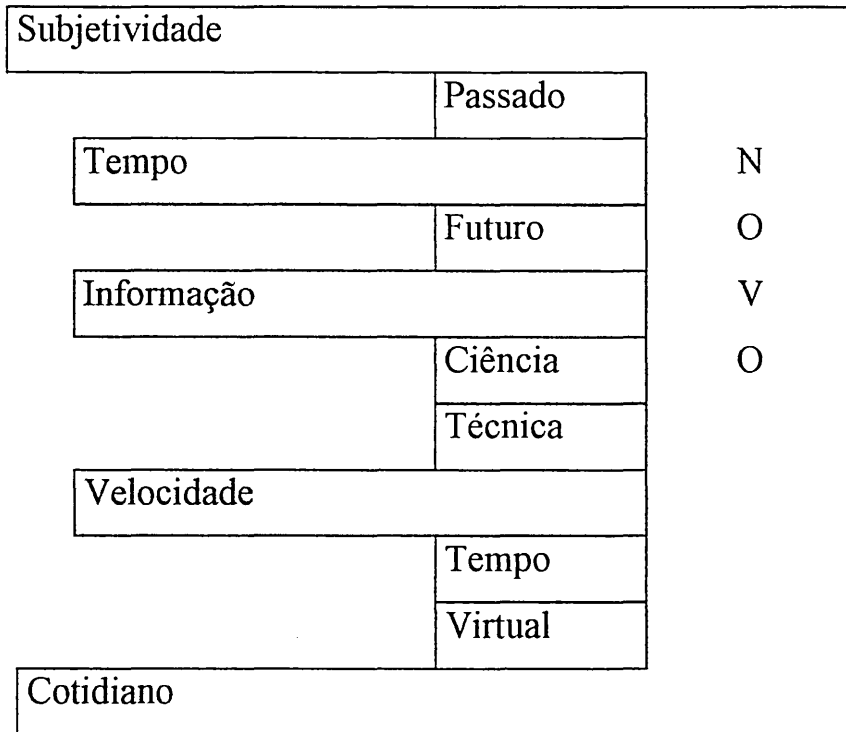 Subjetividade
Passado
Tempo N
Futuro O
Informação V
Ciência O
Técnica
Velocidade
Tempo
Virtual
Cotidiano